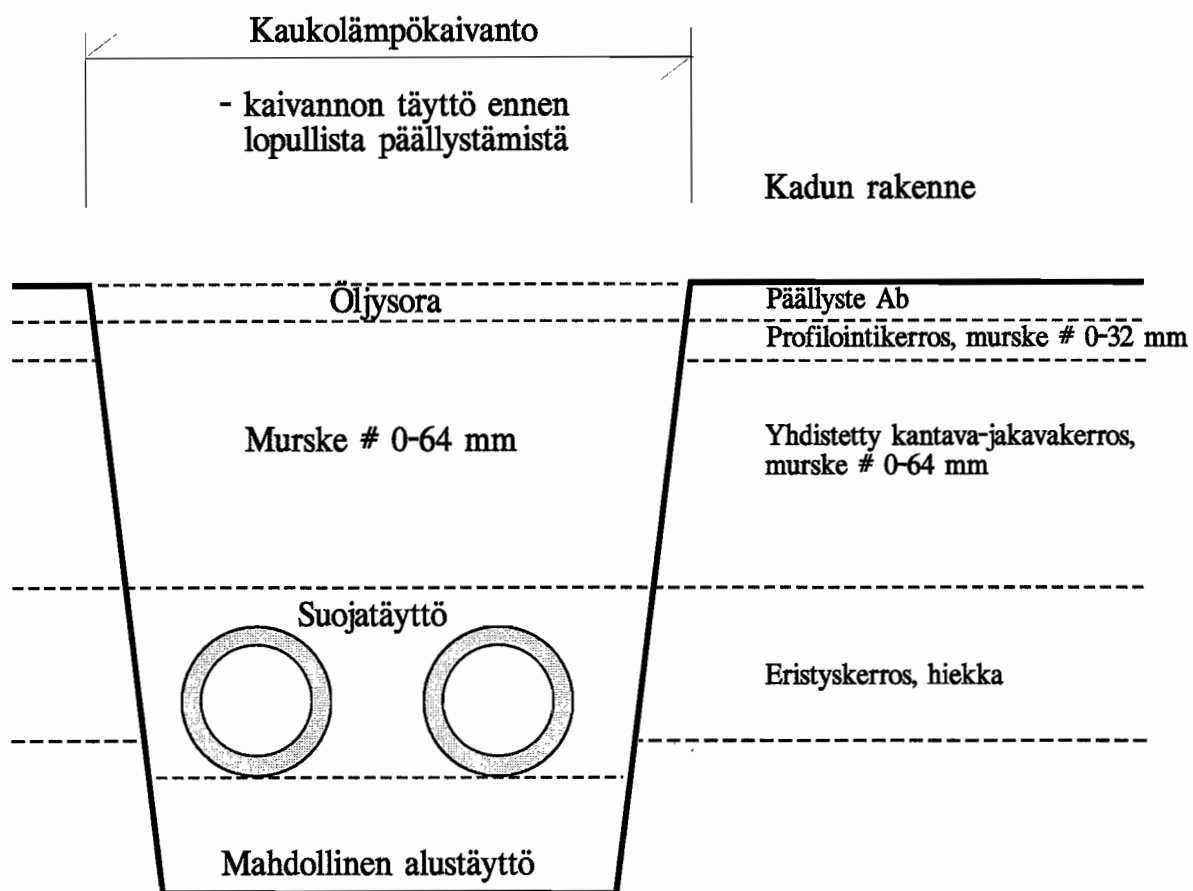 Kaukolämpökaivanto
- kaivannon täyttö ennen
lopullista päällystämistä
Kadun rakenne
Öljysora
Päällyste Ab
Profilointikerros, murske # 0-32 mm
Murske # 0-64 mm
Yhdistetty kantava-jakavakerros,
murske # 0-64 mm
Suojatäyttö
Eristyskerros, hiekka
Mahdollinen alustäyttö